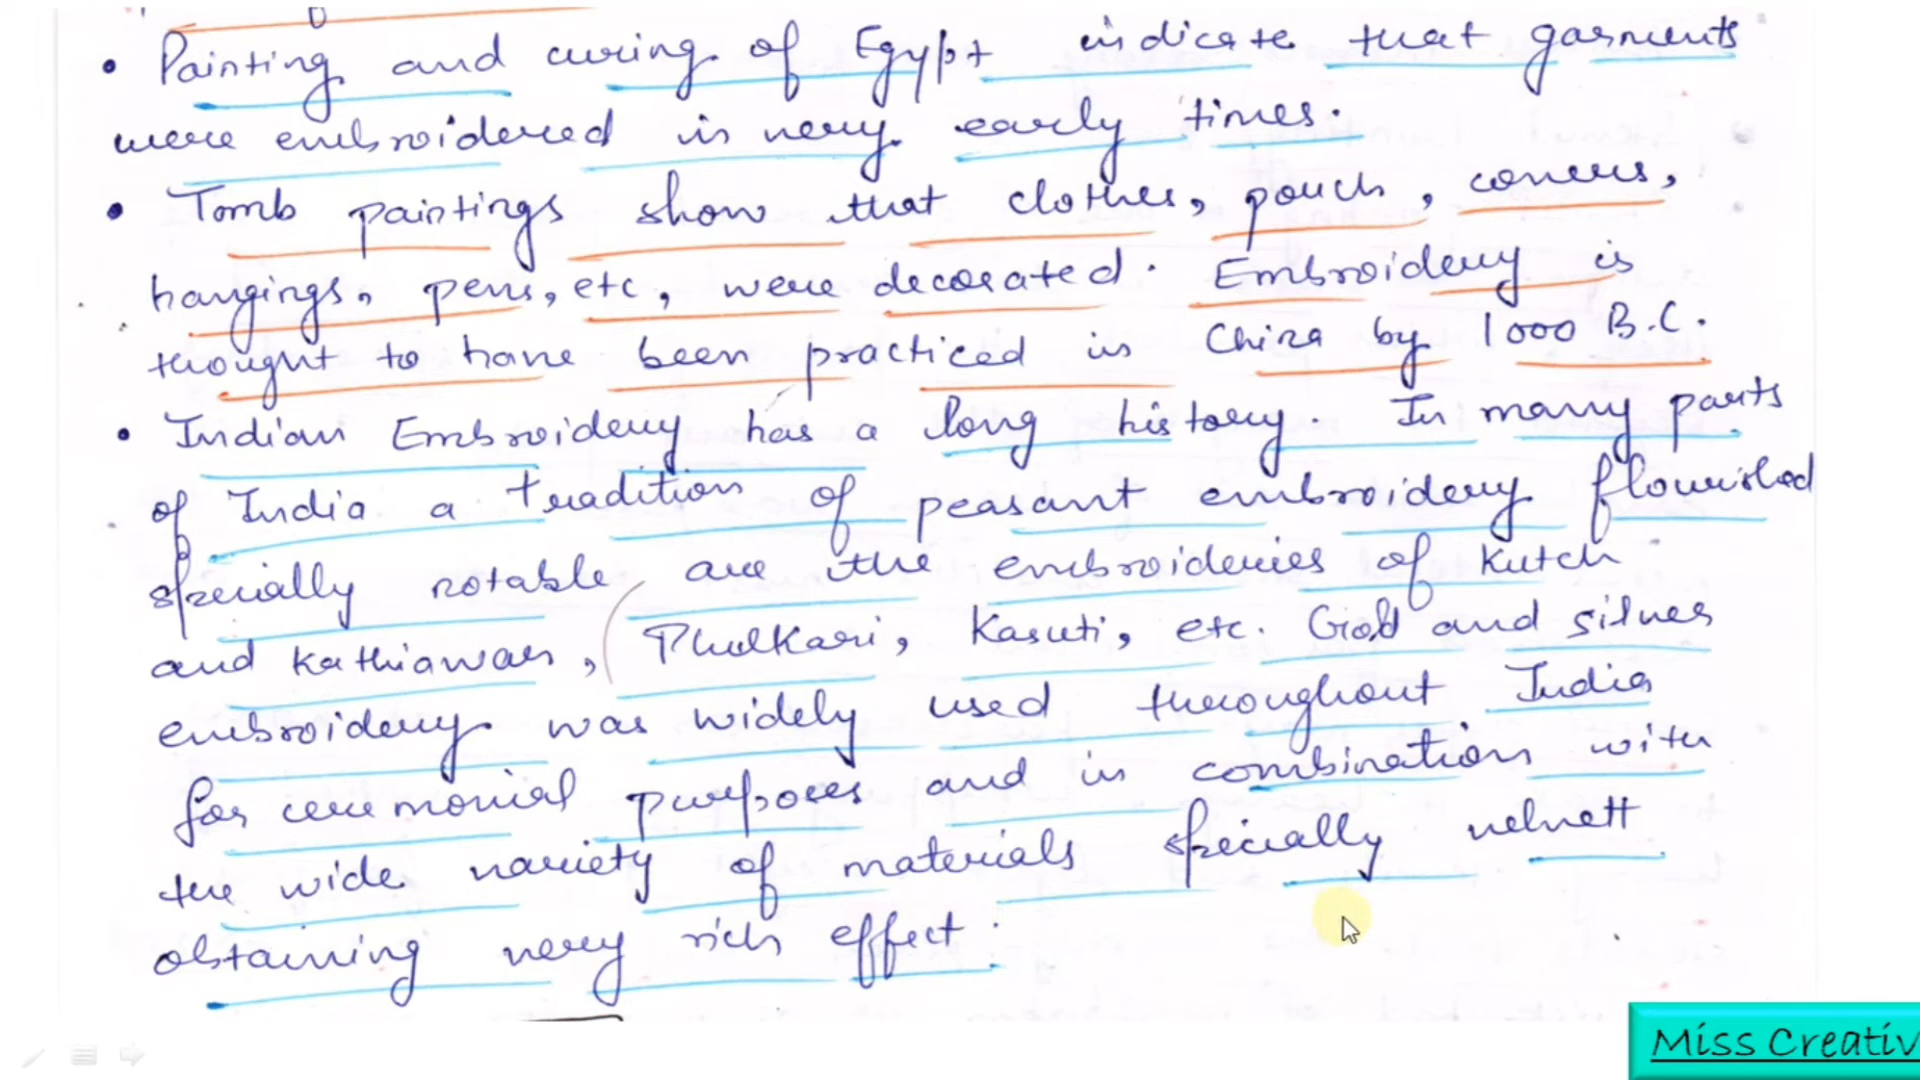 • Painting and curing of Egypt indicate that garments
were embroidered in very early times.
• Tomb paintings show that clothes, pouch, covers,
hangings, pens, etc, were decorated. Embroidery is
thought to have been practiced in China by 1000 B.C.
• Indian Embroidery has a long history. In many parts
of India a tradition of peasant embroidery flourished
specially notable are the embroideries of Kutch
and Kathiawar, Phulkari, Kasuti, etc. Gold and silver
embroidery was widely used throughout India
for ceremonial purposes and in combination with
the wide variety of materials specially velvett
obtaining very rich effect.
Miss Creativ